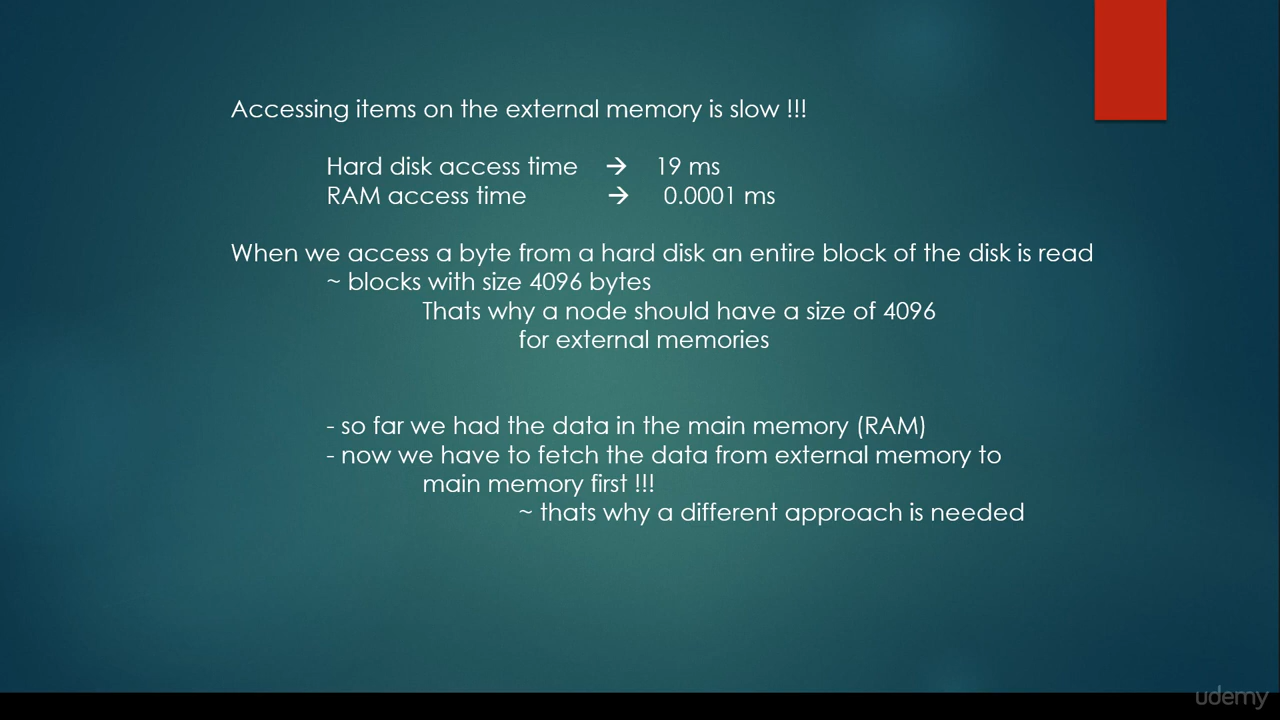 Accessing items on the external memory is slow !!!
Hard disk access time → 19 ms
RAM access time → 0.0001 ms
When we access a byte from a hard disk an entire block of the disk is read
~ blocks with size 4096 bytes
Thats why a node should have a size of 4096
for external memories
- so far we had the data in the main memory (RAM)
- now we have to fetch the data from external memory to
main memory first !!!
~ thats why a different approach is needed
udemy